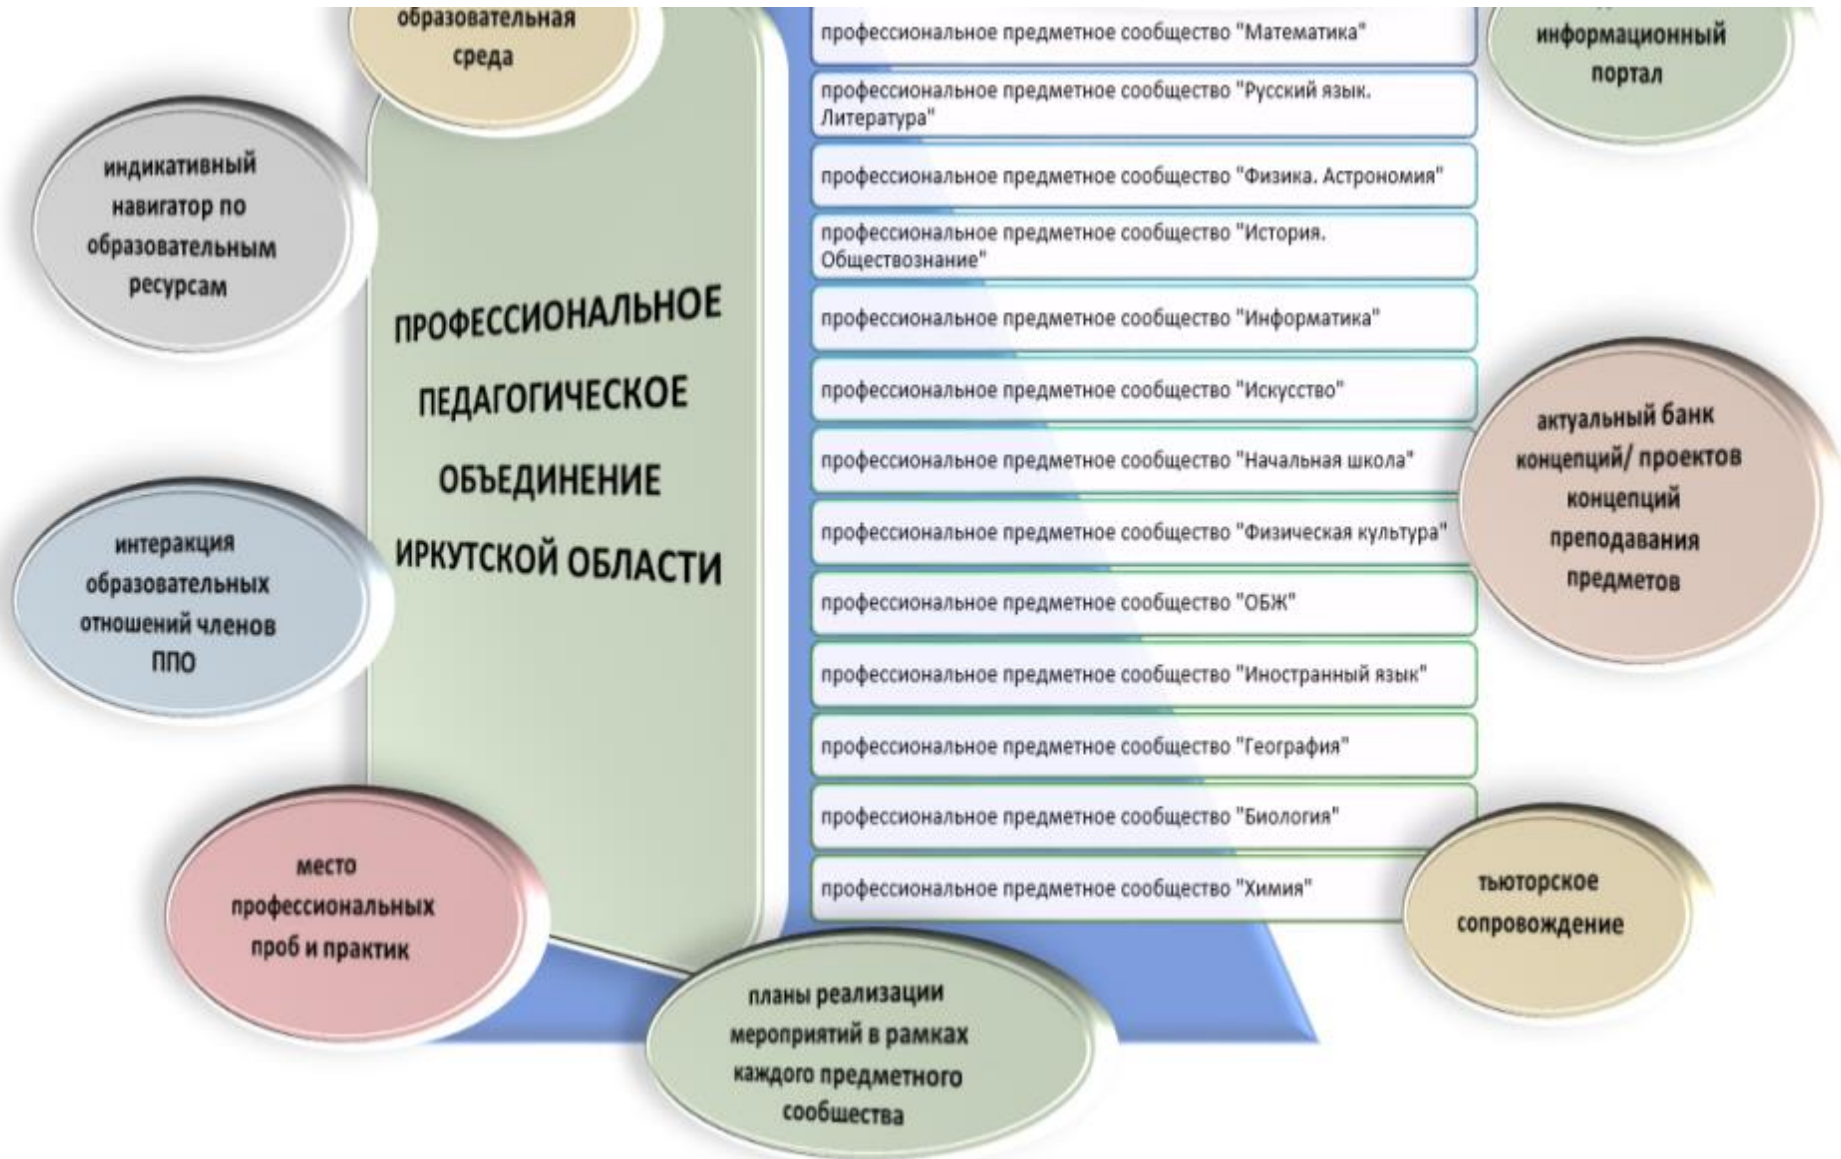 образовательная
среда
индикативный
навигатор по
образовательным
ресурсам
интеракция
образовательных
отношений членов
ППО
место
профессиональных
проб и практик
ПРОФЕССИОНАЛЬНОЕ
ПЕДАГОГИЧЕСКОЕ
ОБЪЕДИНЕНИЕ
ИРКУТСКОЙ ОБЛАСТИ
профессиональное предметное сообщество "Математика"
профессиональное предметное сообщество "Русский язык.
Литература"
профессиональное предметное сообщество "Физика. Астрономия"
профессиональное предметное сообщество "История.
Обществознание"
профессиональное предметное сообщество "Информатика"
профессиональное предметное сообщество "Искусство"
профессиональное предметное сообщество "Начальная школа"
профессиональное предметное сообщество "Физическая культура"
профессиональное предметное сообщество "ОБЖ"
профессиональное предметное сообщество "Иностранный язык"
профессиональное предметное сообщество "География"
профессиональное предметное сообщество "Биология"
профессиональное предметное сообщество "Химия"
планы реализации
мероприятий в рамках
каждого предметного
сообшества
информационный
портал
актуальный банк
концепций/ проектов
концепций
преподавания
предметов
тьюторское
сопровождение